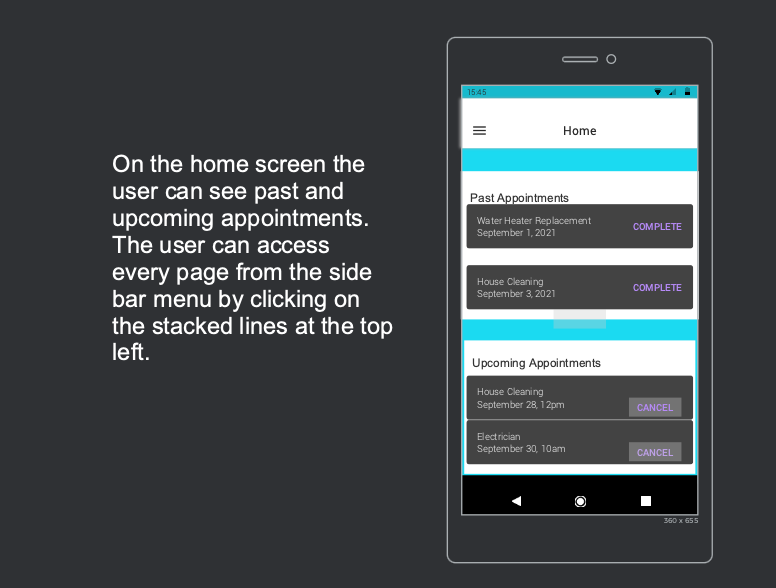 On the home screen the
user can see past and
upcoming appointments.
The user can access
every page from the side
bar menu by clicking on
the stacked lines at the top
left.
15:45
Home
Past Appointments
Water Heater Replacement
September 1, 2021
COMPLETE
House Cleaning
September 3, 2021
COMPLETE
Upcoming Appointments
House Cleaning
September 28, 12pm
CANCEL
Electrician
September 30, 10am
CANCEL
360 x 655